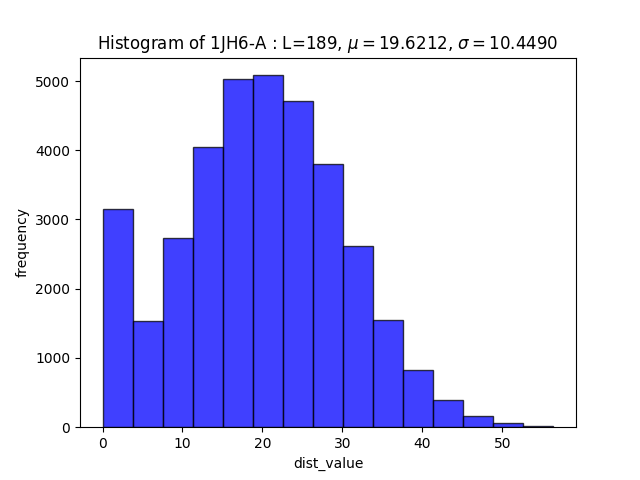 Histogram of 1JH6-A : L=189, μ = 19.6212, σ = 10.4490
5000
4000
3000
2000
1000
0
frequency
0 10 20 30 40 50
dist_value